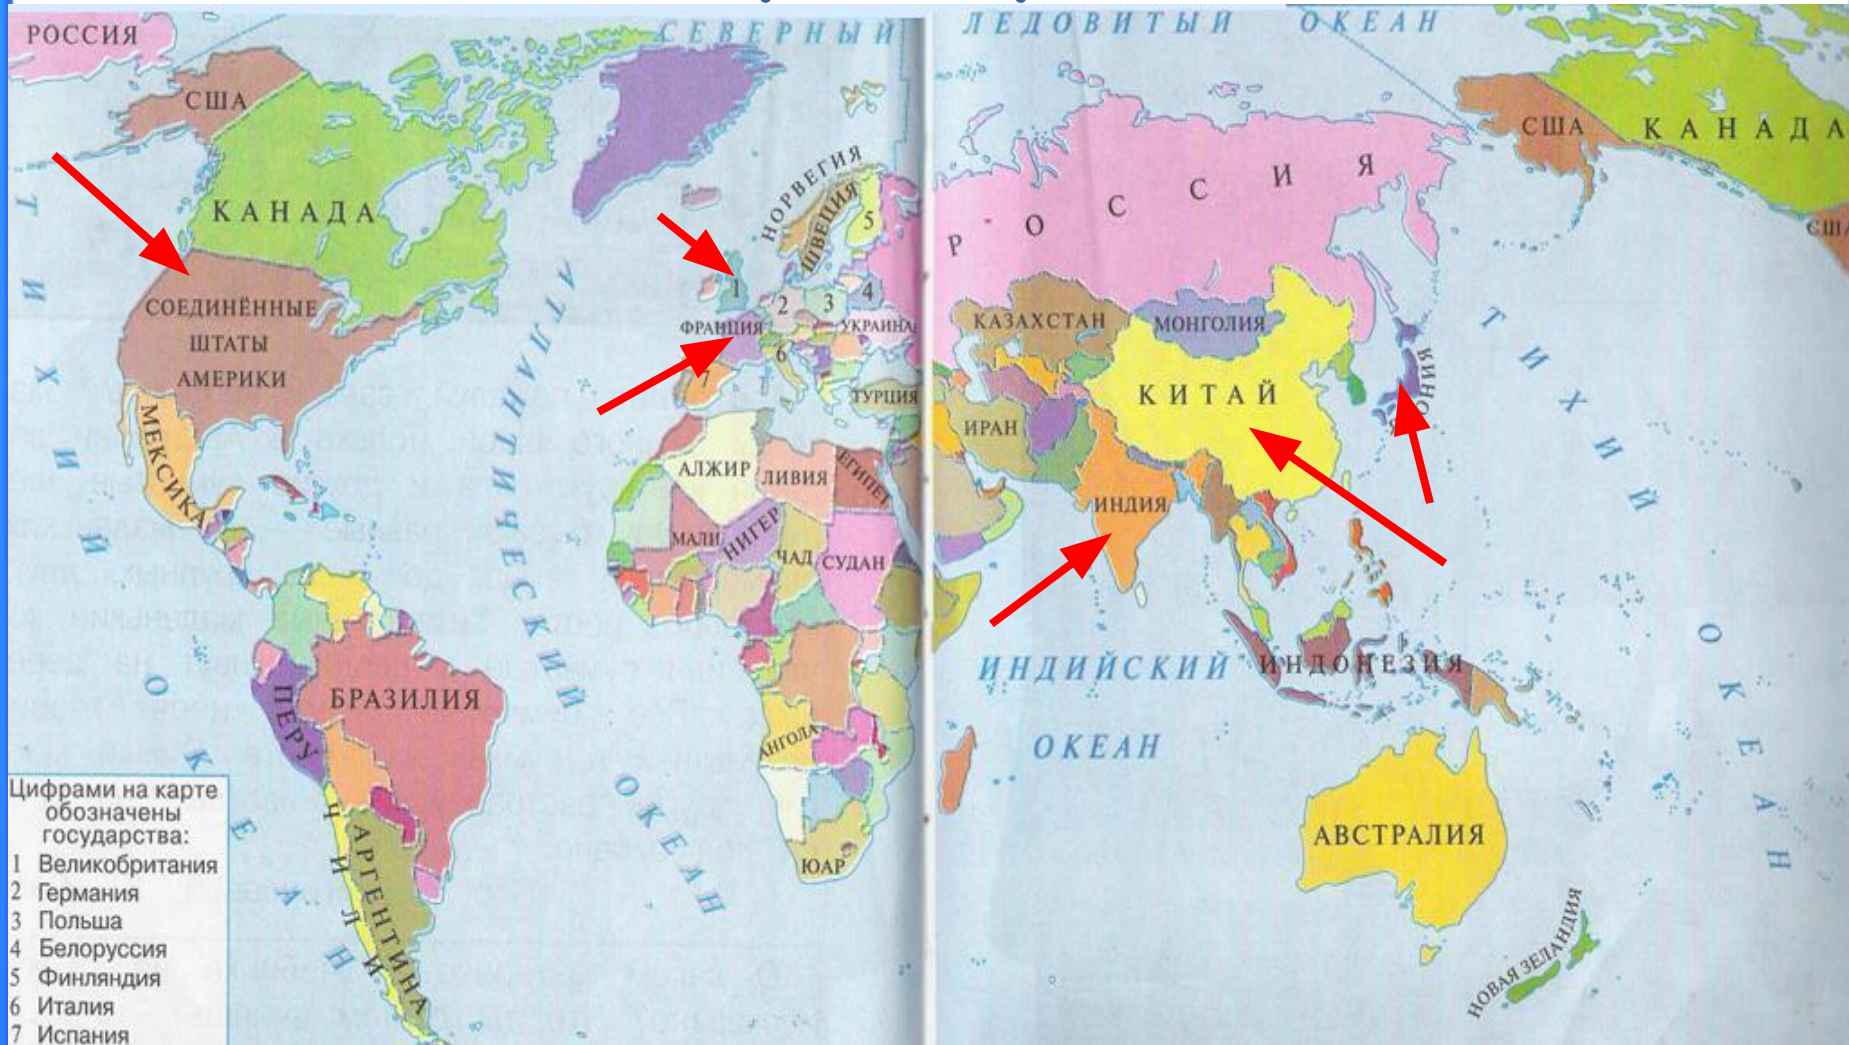 РОССИЯ
США
КАНАДА
СОЕДИНЁННЫЕ
ШТАТЫ
АМЕРИКИ
МЕКСИКА
БРАЗИЛИЯ
ПЕРУ
ЧИЛИ
АРГЕНТИНА
ТИХИЙ ОКЕАН
АТЛАНТИЧЕСКИЙ ОКЕАН
СЕВЕРНЫЙ ЛЕДОВИТЫЙ ОКЕАН
НОРВЕГИЯ
ШВЕЦИЯ
5
1
2
3
4
ФРАНЦИЯ
УКРАИНА
6
7
ТУРЦИЯ
АЛЖИР
ЛИВИЯ
ЕГИПЕТ
МАЛИ
НИГЕР
ЧАД
СУДАН
АНГОЛА
ЮАР
РОССИЯ
КАЗАХСТАН
МОНГОЛИЯ
КИТАЙ
ЯПОНИЯ
ИРАН
ИНДИЯ
ИНДИЙСКИЙ
ОКЕАН
ИНДОНЕЗИЯ
АВСТРАЛИЯ
НОВАЯ ЗЕЛАНДИЯ
США
КАНАДА
США
ТИХИЙ ОКЕАН
Цифрами на карте
обозначены
государства:
1 Великобритания
2 Германия
3 Польша
4 Белоруссия
5 Финляндия
6 Италия
7 Испания